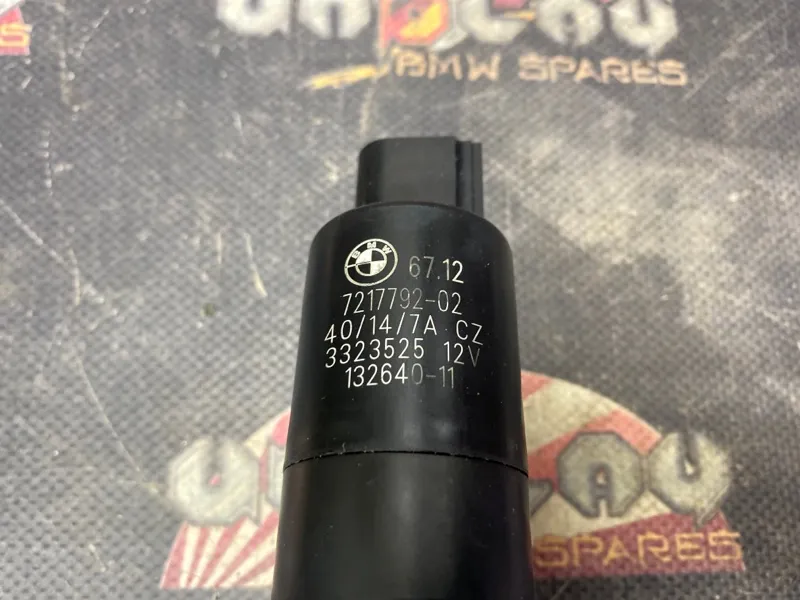 BMW SPARES
BMW
67.12
7217792-02
40/14/7A CZ
3323525 12V
132640-11
SPARES